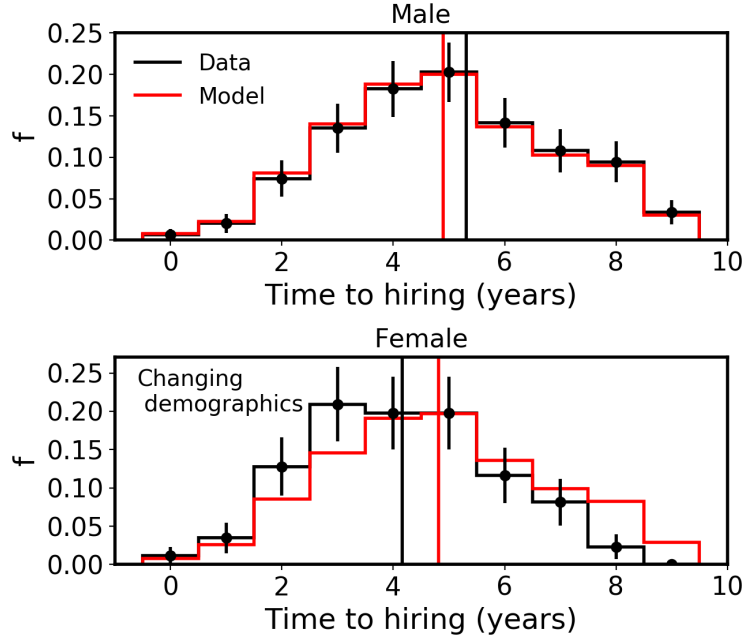 Male
0.25
0.20
0.15
0.10
0.05
0.00
f
Data
Model
0 2 4 6 8 10
Time to hiring (years)
Female
0.25
0.20
0.15
0.10
0.05
0.00
f
Changing
demographics
0 2 4 6 8 10
Time to hiring (years)